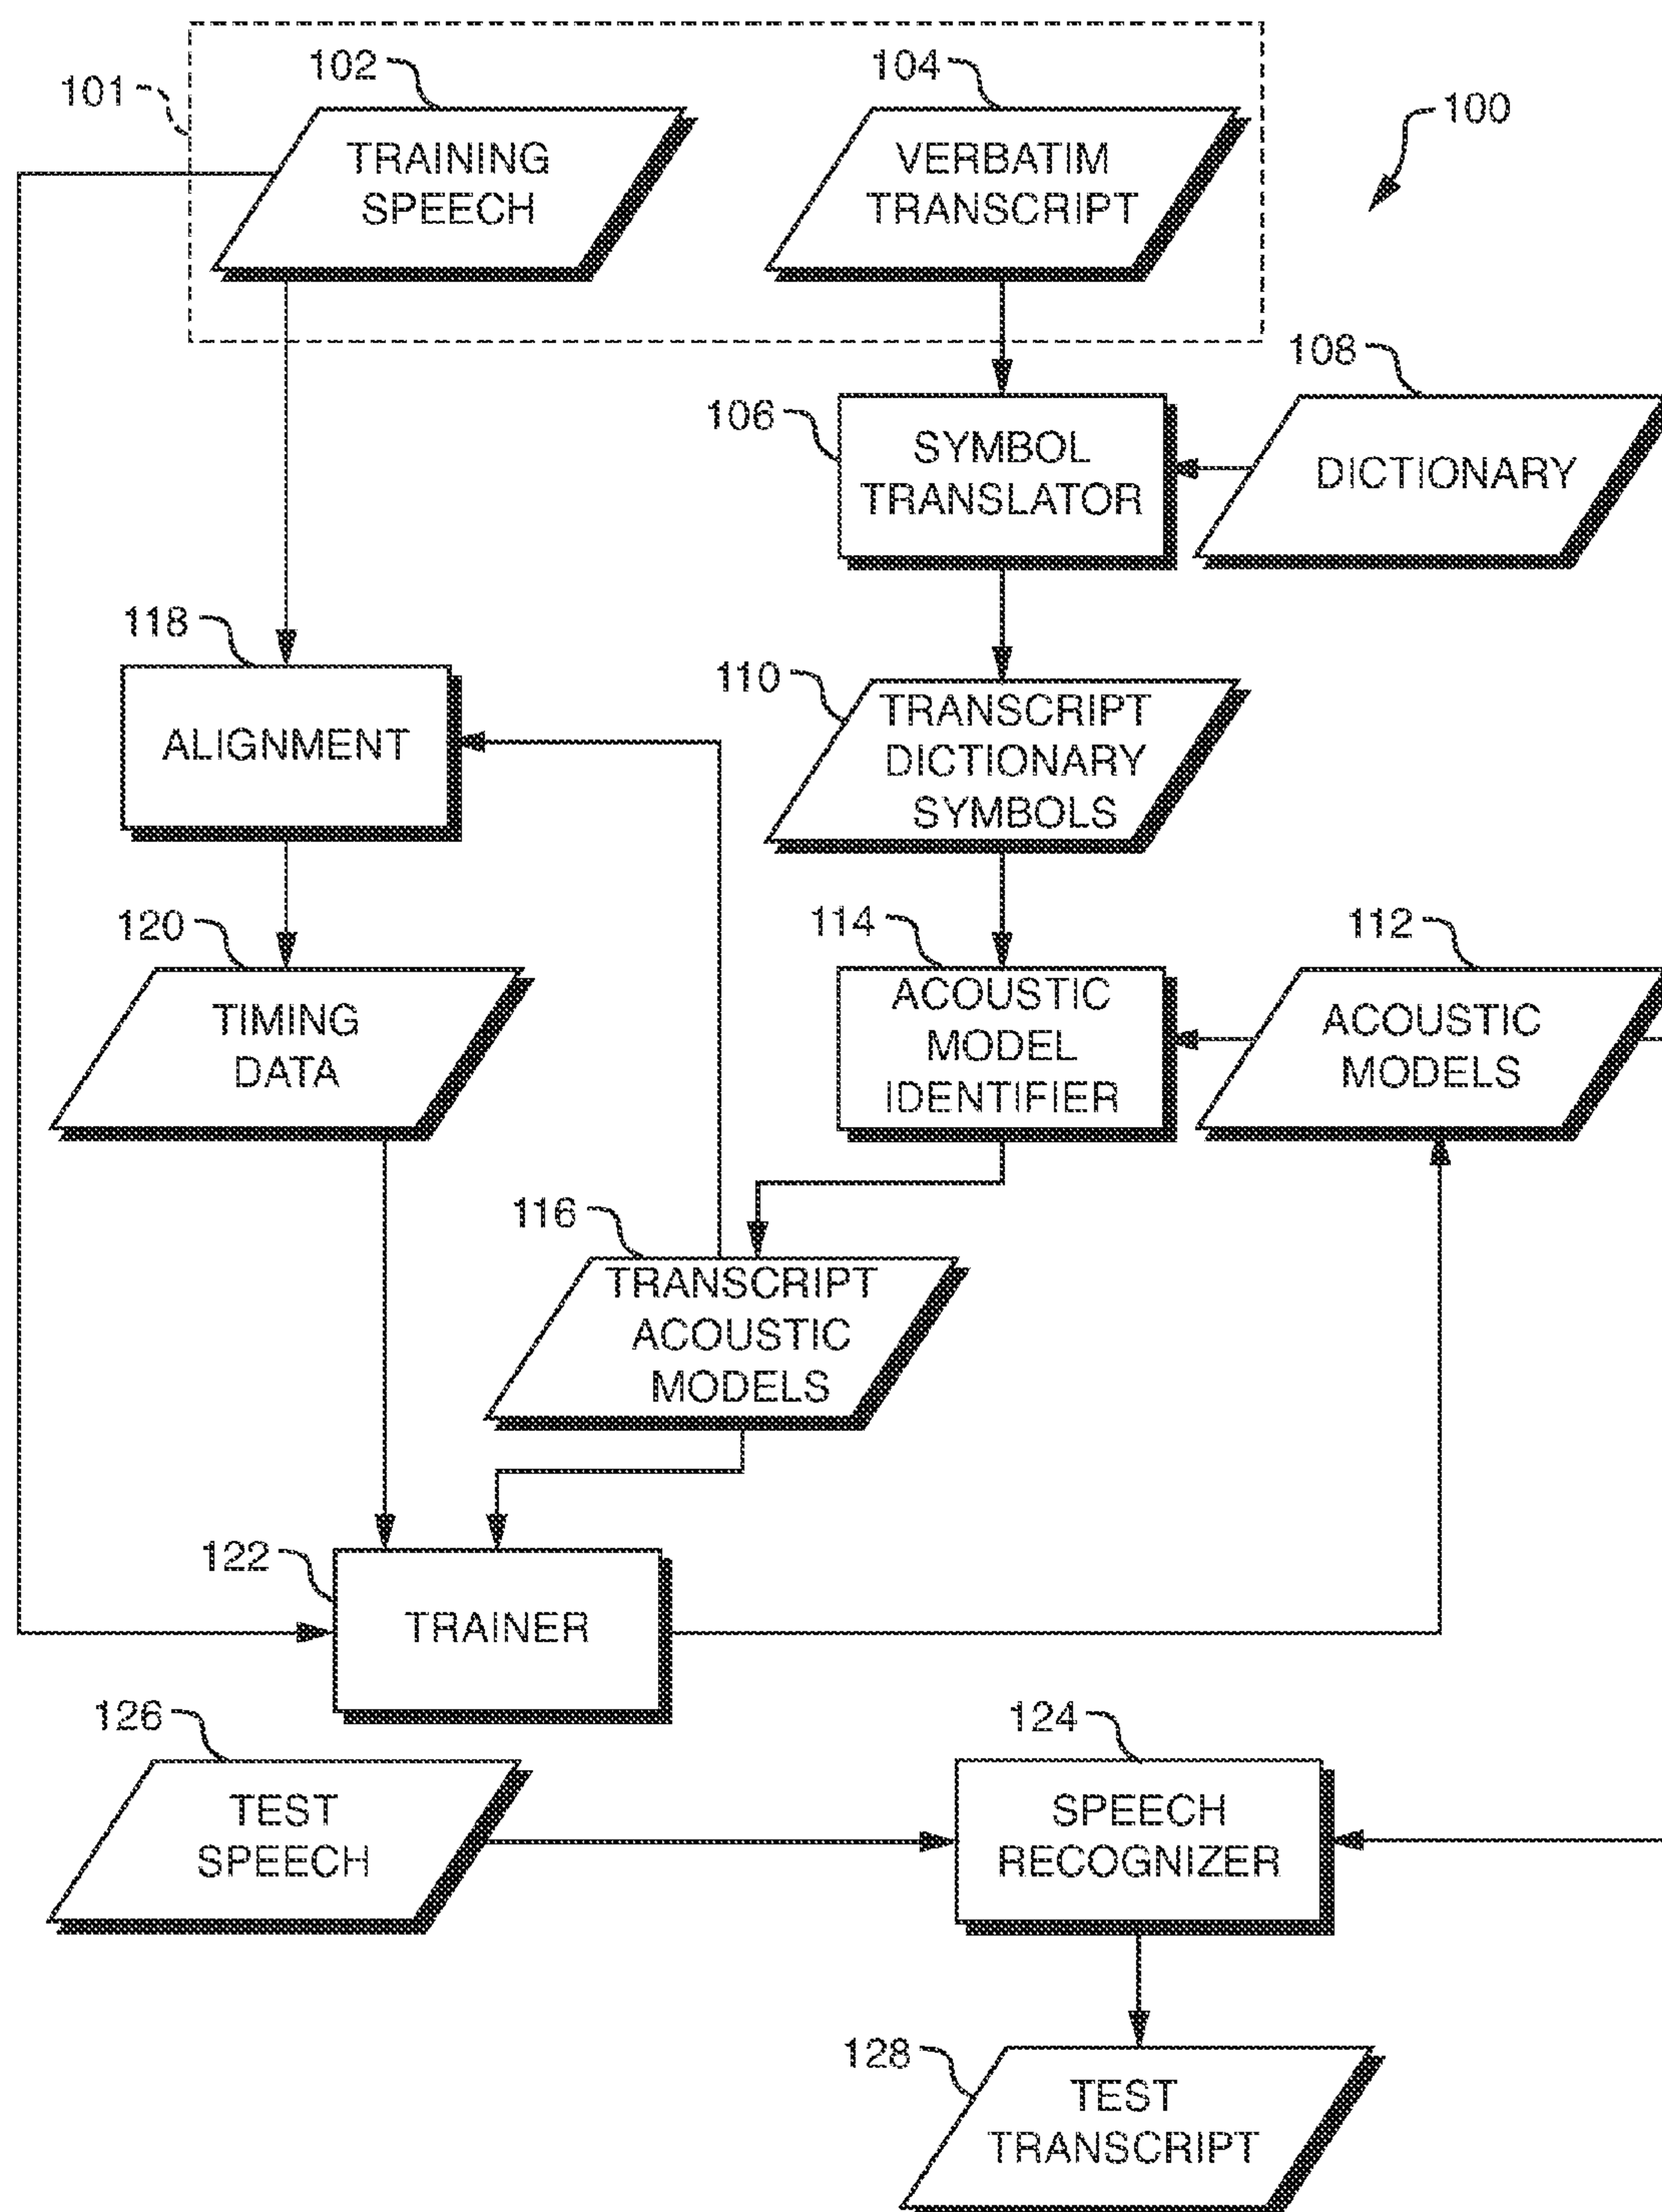 102
104
101
100
TRAINING
SPEECH
VERBATIM
TRANSCRIPT
108
106
SYMBOL
TRANSLATOR
DICTIONARY
118
110
ALIGNMENT
TRANSCRIPT
DICTIONARY
SYMBOLS
120
114
112
TIMING
DATA
ACOUSTIC
MODEL
IDENTIFIER
ACOUSTIC
MODELS
116
TRANSCRIPT
ACOUSTIC
MODELS
122
TRAINER
126
124
TEST
SPEECH
SPEECH
RECOGNIZER
128
TEST
TRANSCRIPT